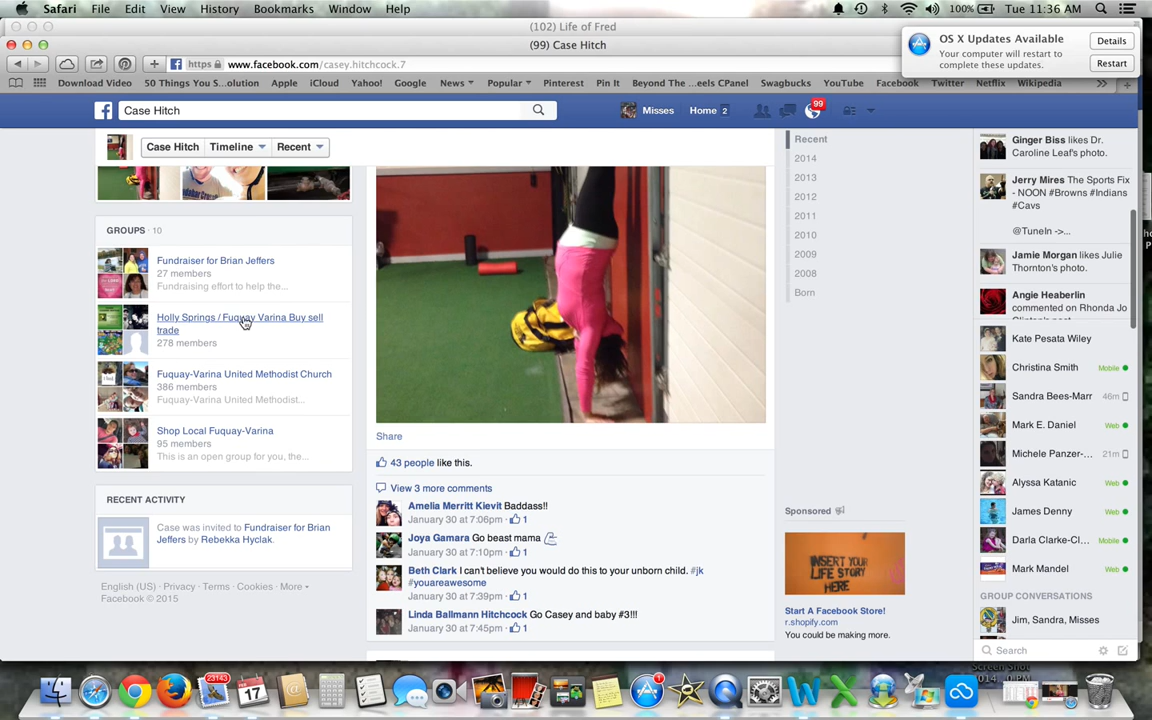 Safari File Edit View History Bookmarks Window Help 100% Tue 11:36 AM
(102) Life of Fred
(99) Case Hitch
https www.facebook.com/casey.hitchcock.7
OS X Updates Available
Your computer will restart to
complete these updates.
Details
Restart
Download Video 50 Things You S...olution Apple iCloud Yahoo! Google News Popular Pinterest Pin It Beyond The ...eels CPanel Swagbucks YouTube Facebook Twitter Netflix Wikipedia
Case Hitch
Misses Home 2 99
Case Hitch Timeline Recent
GROUPS · 10
Fundraiser for Brian Jeffers
27 members
Fundraising effort to help the...
Holly Springs / Fuquay Varina Buy sell
trade
278 members
Fuquay-Varina United Methodist Church
386 members
Fuquay-Varina United Methodist...
Shop Local Fuquay-Varina
95 members
This is an open group for you, the...
RECENT ACTIVITY
Case was invited to Fundraiser for Brian
Jeffers by Rebekka Hyclak.
English (US) · Privacy · Terms · Cookies · More
Facebook © 2015
Share
43 people like this.
View 3 more comments
Amelia Merritt Kievit Baddass!!
January 30 at 7:06pm · 1
Joya Gamara Go beast mama
January 30 at 7:10pm · 1
Beth Clark I can't believe you would do this to your unborn child. #jk
#youareawesome
January 30 at 7:39pm · 1
Linda Ballmann Hitchcock Go Casey and baby #3!!!
January 30 at 7:45pm · 1
Recent
2014
2013
2012
2011
2010
2009
2008
Born
Sponsored
INSERT YOUR
LIFE STORY
HERE
Start A Facebook Store!
r.shopify.com
You could be making more.
Ginger Biss likes Dr.
Caroline Leaf's photo.
Jerry Mires The Sports Fix
- NOON #Browns #Indians
#Cavs
@TuneIn ->...
Jamie Morgan likes Julie
Thornton's photo.
Angie Heaberlin
commented on Rhonda Jo
Kate Pesata Wiley
Christina Smith Mobile
Sandra Bees-Marr 46m
Mark E. Daniel Web
Michele Panzer-... 21m
Alyssa Katanic Web
James Denny Web
Darla Clarke-Cl... Mobile
Mark Mandel Web
GROUP CONVERSATIONS
Jim, Sandra, Misses
Search
Screen Shot
23143
FEB
17
1